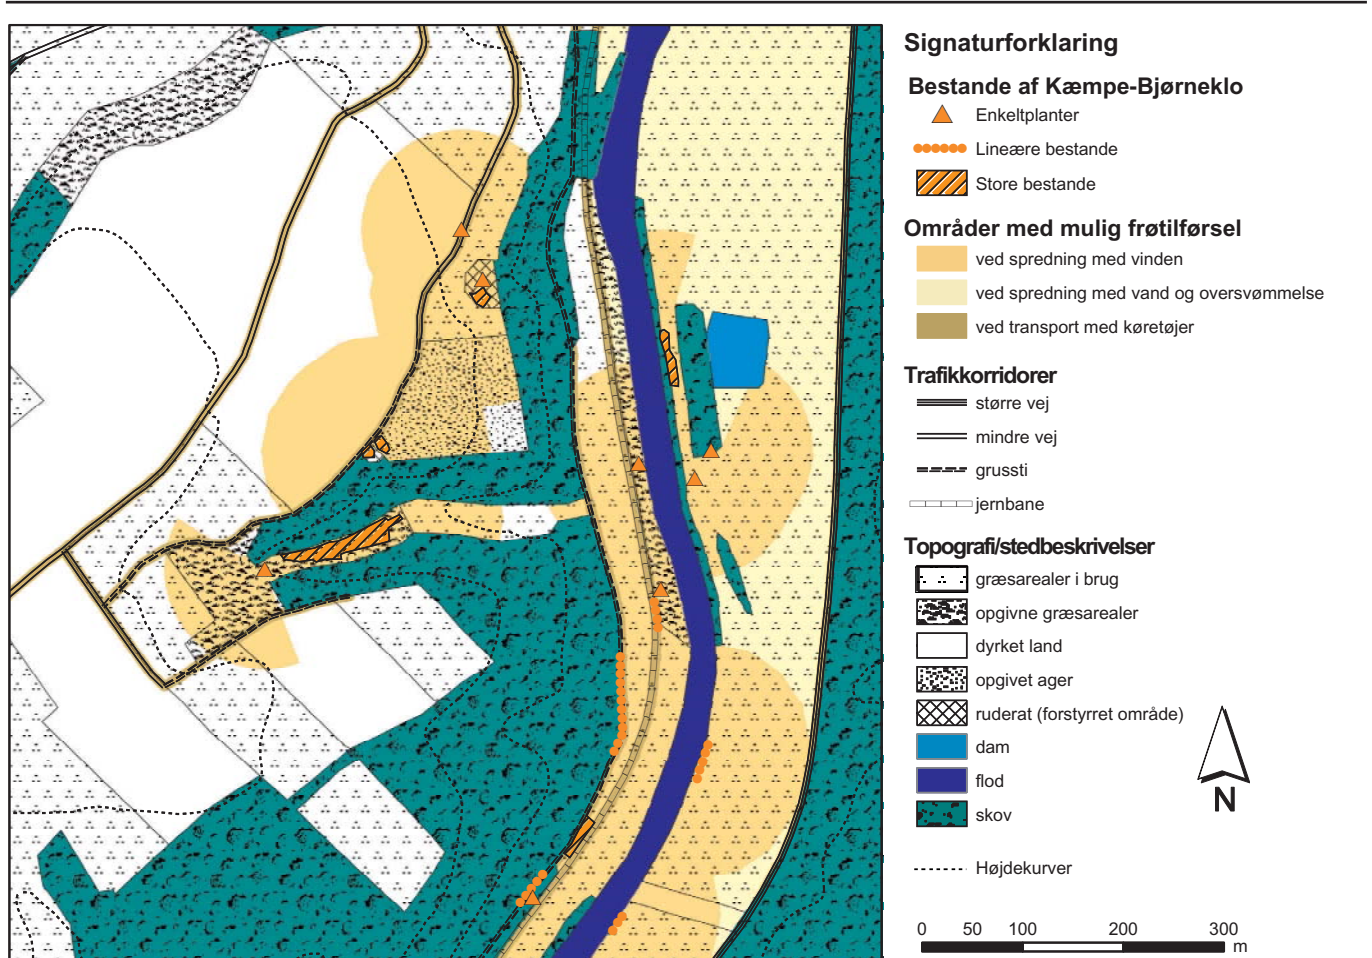 Signaturforklaring
Bestande af Kæmpe-Bjørneklo
Enkeltplanter
Lineære bestande
Store bestande
Områder med mulig frøtilførsel
ved spredning med vinden
ved spredning med vand og oversvømmelse
ved transport med køretøjer
Trafikkorridorer
større vej
mindre vej
grussti
jernbane
Topografi/stedbeskrivelser
græsarealer i brug
opgivne græsarealer
dyrket land
opgivet ager
ruderat (forstyrret område)
dam
flod
skov
N
Højdekurver
0 50 100 200 300
m